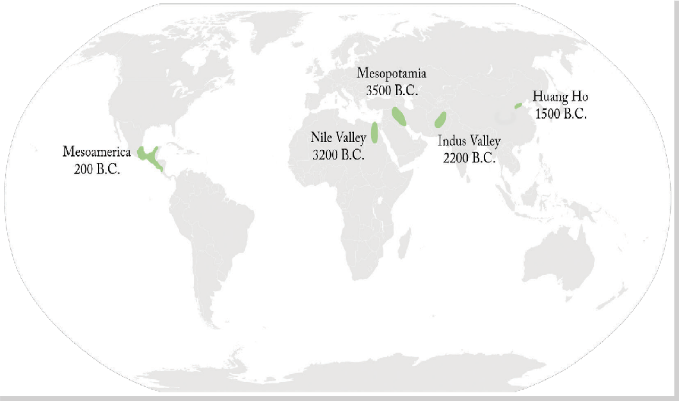 Mesopotamia
3500 B.C.
Huang Ho
1500 B.C.
Nile Valley
3200 B.C.
Indus Valley
2200 B.C.
Mesoamerica
200 B.C.